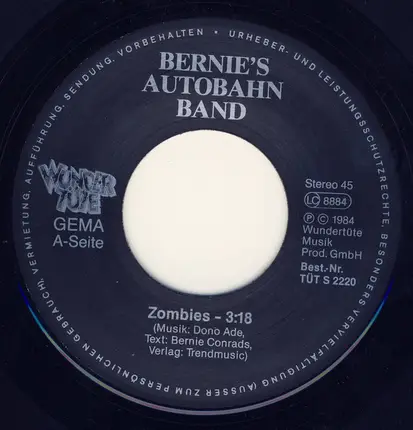 URHEBER- UND LEISTUNGSSCHUTZRECHTE, BESONDERS VERVIELFÄLTIGUNG (AUSSER ZUM PERSÖNLICHEN GEBRAUCH), VERMIETUNG, AUFFÜHRUNG, SENDUNG, VORBEHALTEN •
BERNIE'S
AUTOBAHN
BAND
WUNDER
TÜTE
GEMA
A-Seite
Stereo 45
LC 8884
Ⓟ © 1984
Wundertüte
Musik
Prod. GmbH
Best.-Nr.
TÜT S 2220
Zombies - 3:18
(Musik: Dono Ade,
Text: Bernie Conrads,
Verlag: Trendmusic)